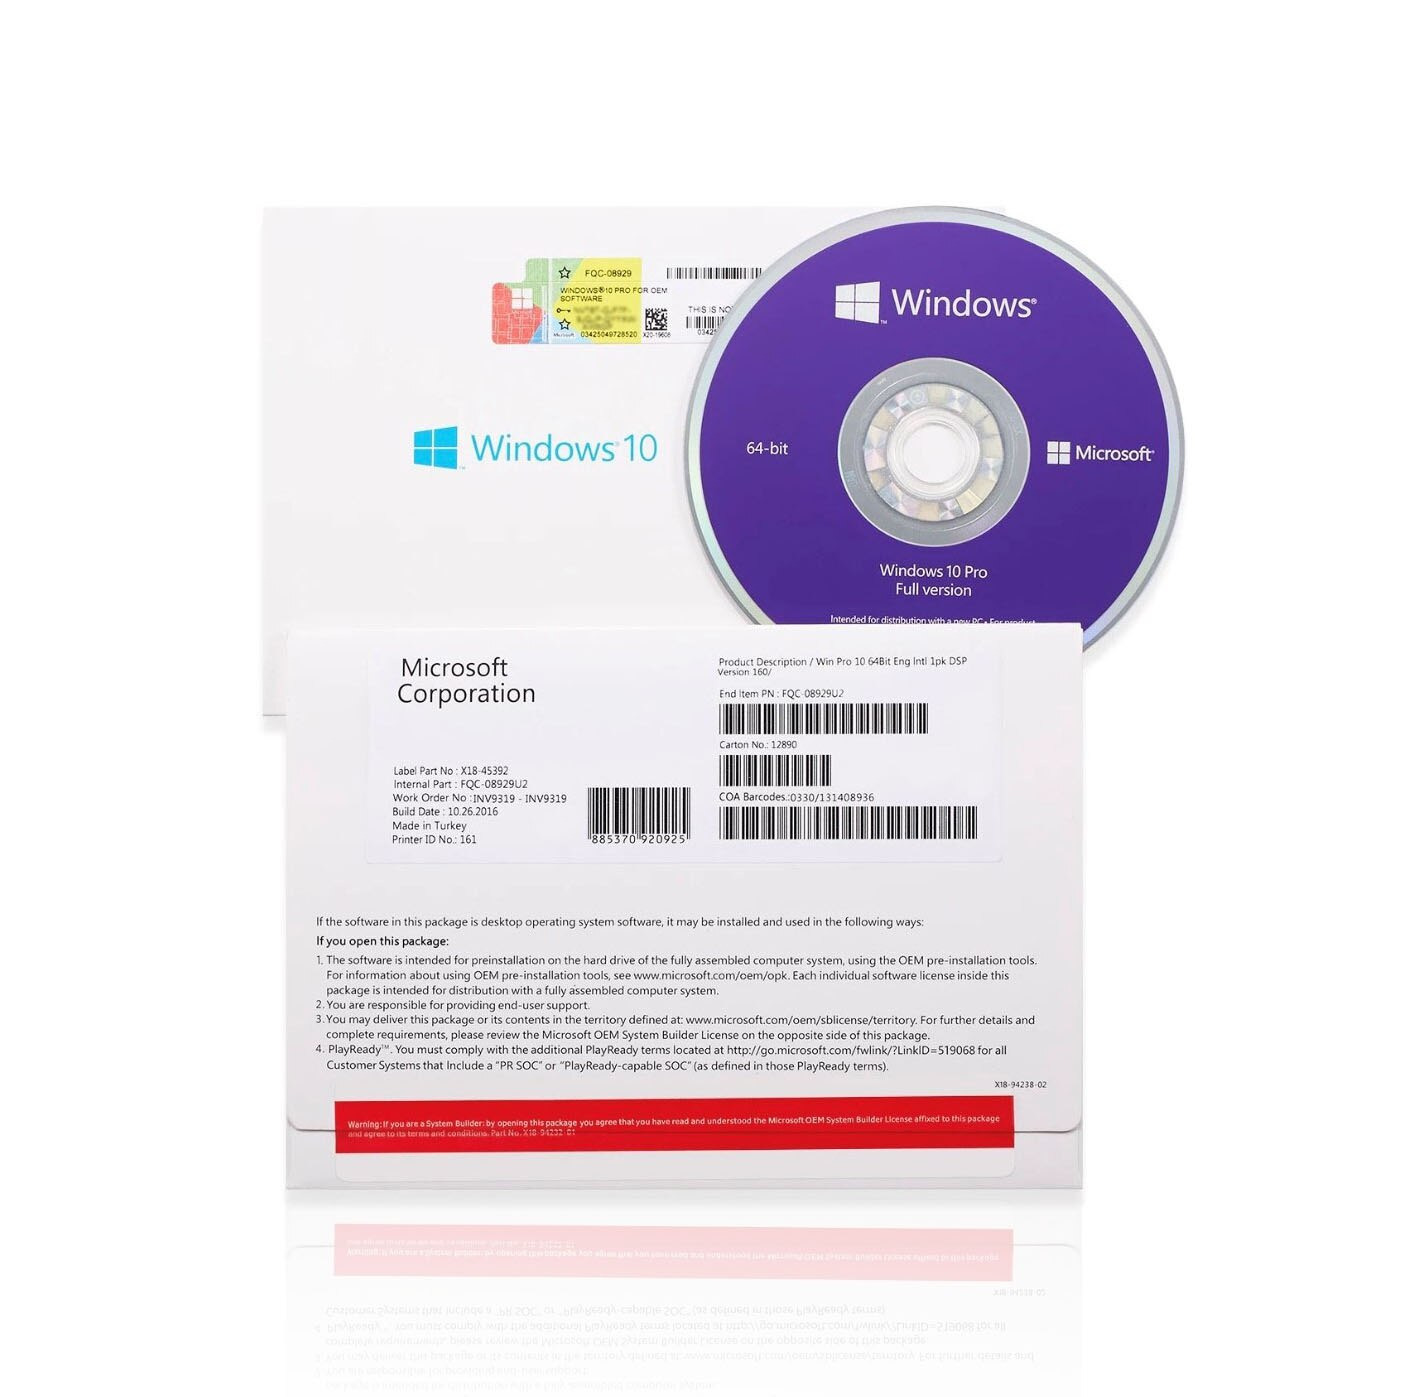 FQC-08929
WINDOWS®10 PRO FOR OEM
SOFTWARE
Microsoft
03425049728520
X20-19608
THIS IS NO
0342
Windows®
64-bit
Microsoft
Windows 10
Windows 10 Pro
Full version
Intended for distribution with a new PC • For product
Microsoft
Corporation
Product Description / Win Pro 10 64Bit Eng Intl 1pk DSP
Version 160/
End Item PN : FQC-08929U2
Carton No.: 12890
COA Barcodes.:0330/131408936
Label Part No : X18-45392
Internal Part : FQC-08929U2
Work Order No : INV9319 - INV9319
Build Date : 10.26.2016
Made in Turkey
Printer ID No.: 161
885370 920925
If the software in this package is desktop operating system software, it may be installed and used in the following ways:
If you open this package:
1. The software is intended for preinstallation on the hard drive of the fully assembled computer system, using the OEM pre-installation tools.
For information about using OEM pre-installation tools, see www.microsoft.com/oem/opk. Each individual software license inside this
package is intended for distribution with a fully assembled computer system.
2. You are responsible for providing end-user support.
3. You may deliver this package or its contents in the territory defined at: www.microsoft.com/oem/sblicense/territory. For further details and
complete requirements, please review the Microsoft OEM System Builder License on the opposite side of this package.
4. PlayReady™. You must comply with the additional PlayReady terms located at http://go.microsoft.com/fwlink/?LinkID=519068 for all
Customer Systems that Include a "PR SOC" or "PlayReady-capable SOC" (as defined in those PlayReady terms).
X18-94238-02
Warning: If you are a System Builder: by opening this package you agree that you have read and understood the Microsoft OEM System Builder License affixed to this package
and agree to its terms and conditions. Part No. X18-94232-01